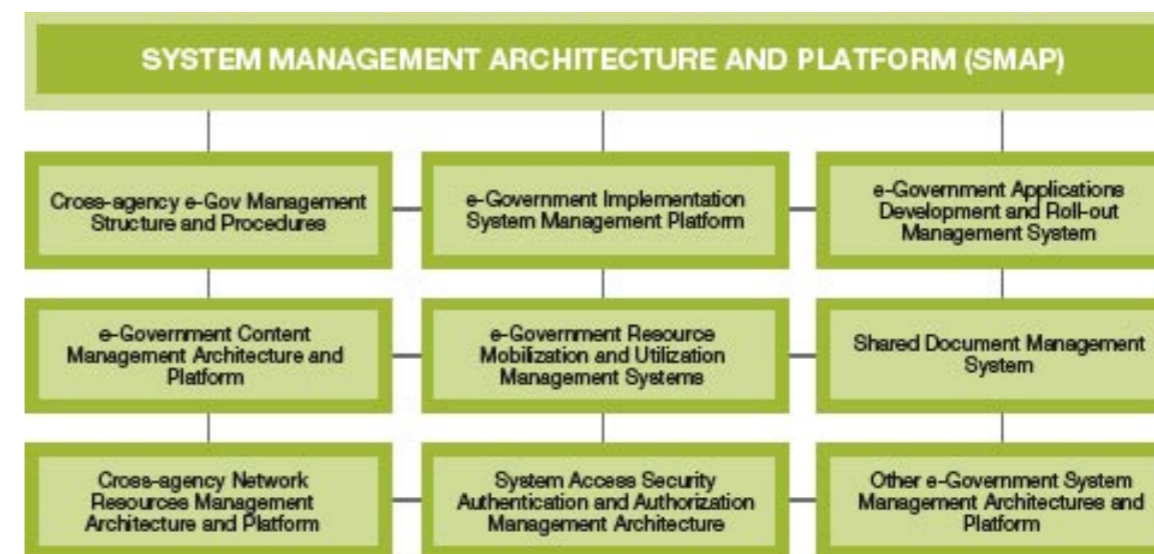 SYSTEM MANAGEMENT ARCHITECTURE AND PLATFORM (SMAP)
Cross-agency e-Gov Management
Structure and Procedures
e-Government Implementation
System Management Platform
e-Government Applications
Development and Roll-out
Management System
e-Government Content
Management Architecture and
Platform
e-Government Resource
Mobilization and Utilization
Management Systems
Shared Document Management
System
Cross-agency Network
Resources Management
Architecture and Platform
System Access Security
Authentication and Authorization
Management Architecture
Other e-Government System
Management Architectures and
Platform